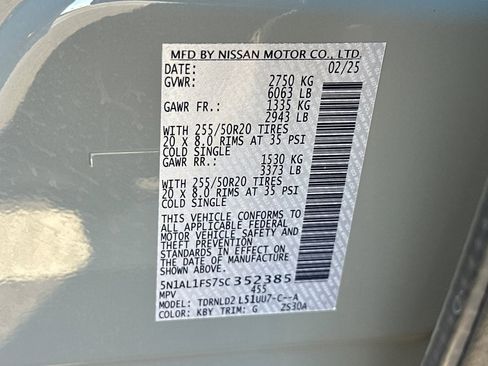 MFD BY NISSAN MOTOR CO., LTD.
DATE: 02/25
GVWR: 2750 KG
6063 LB
GAWR FR.: 1335 KG
2943 LB
WITH 255/50R20 TIRES
20 X 8.0 RIMS AT 35 PSI
COLD SINGLE
GAWR RR.: 1530 KG
3373 LB
WITH 255/50R20 TIRES
20 X 8.0 RIMS AT 35 PSI
COLD SINGLE
THIS VEHICLE CONFORMS TO
ALL APPLICABLE FEDERAL
MOTOR VEHICLE SAFETY AND
THEFT PREVENTION
STANDARDS IN EFFECT ON
THE DATE OF MANUFACTURE
SHOWN ABOVE.
5N1AL1FS7SC352385
MPV 455
MODEL: TDRNLD2 L51UU7-C--A
COLOR: KBY TRIM: G ZS30A